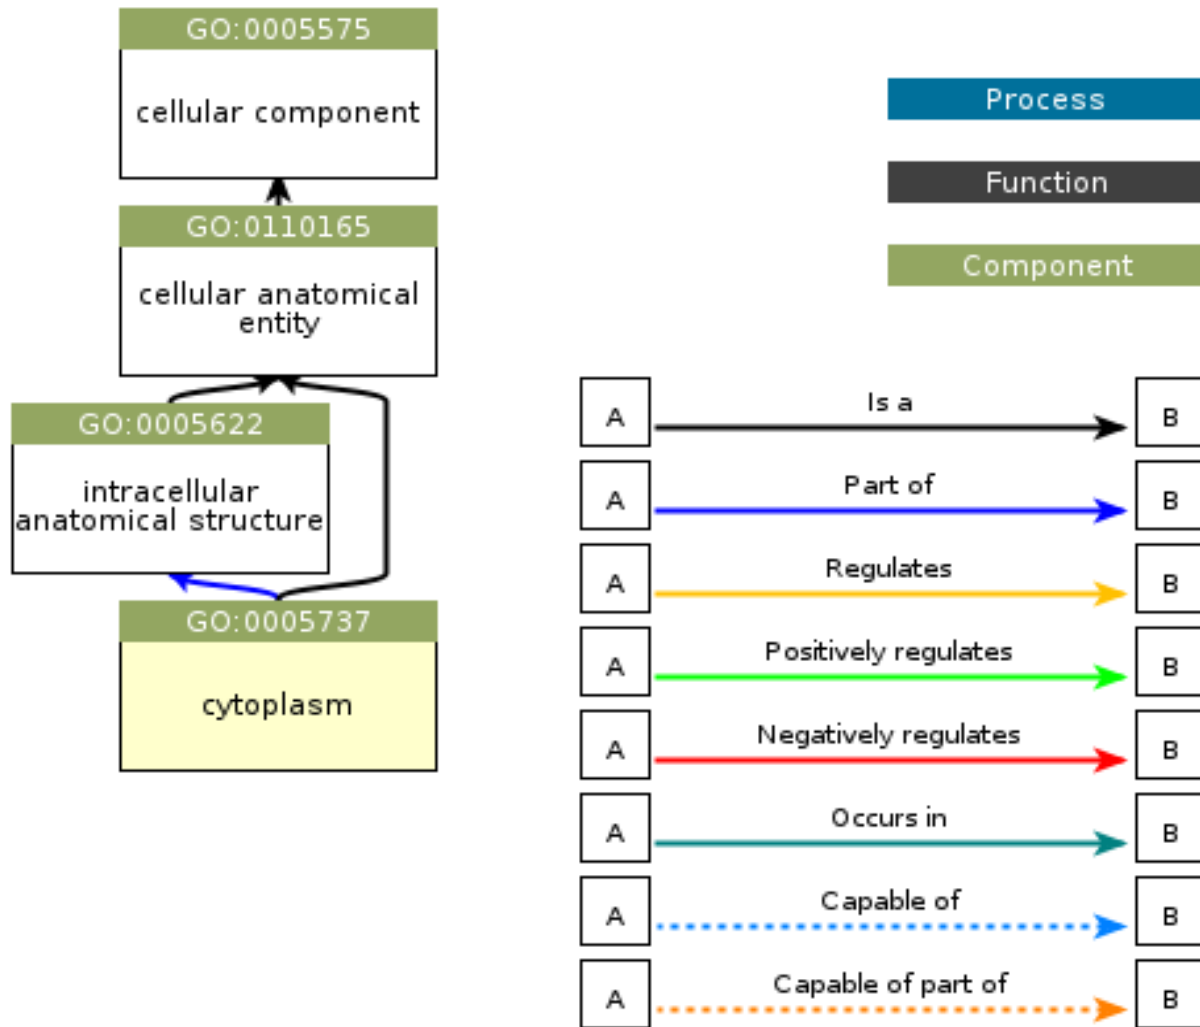 GO:0005575
cellular component
GO:0110165
cellular anatomical
entity
GO:0005622
intracellular
anatomical structure
GO:0005737
cytoplasm
Process
Function
Component
A Is a B
A Part of B
A Regulates B
A Positively regulates B
A Negatively regulates B
A Occurs in B
A Capable of B
A Capable of part of B